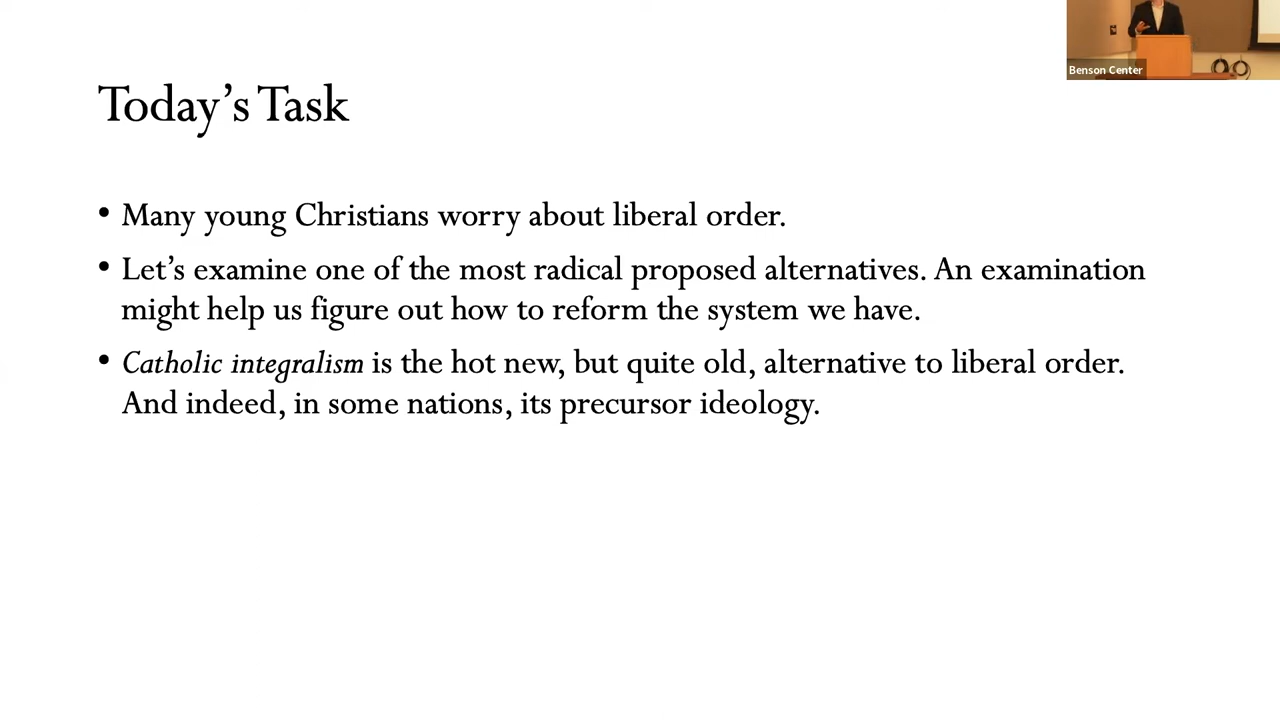 Benson Center
Today’s Task
• Many young Christians worry about liberal order.
• Let’s examine one of the most radical proposed alternatives. An examination
might help us figure out how to reform the system we have.
• Catholic integralism is the hot new, but quite old, alternative to liberal order.
And indeed, in some nations, its precursor ideology.